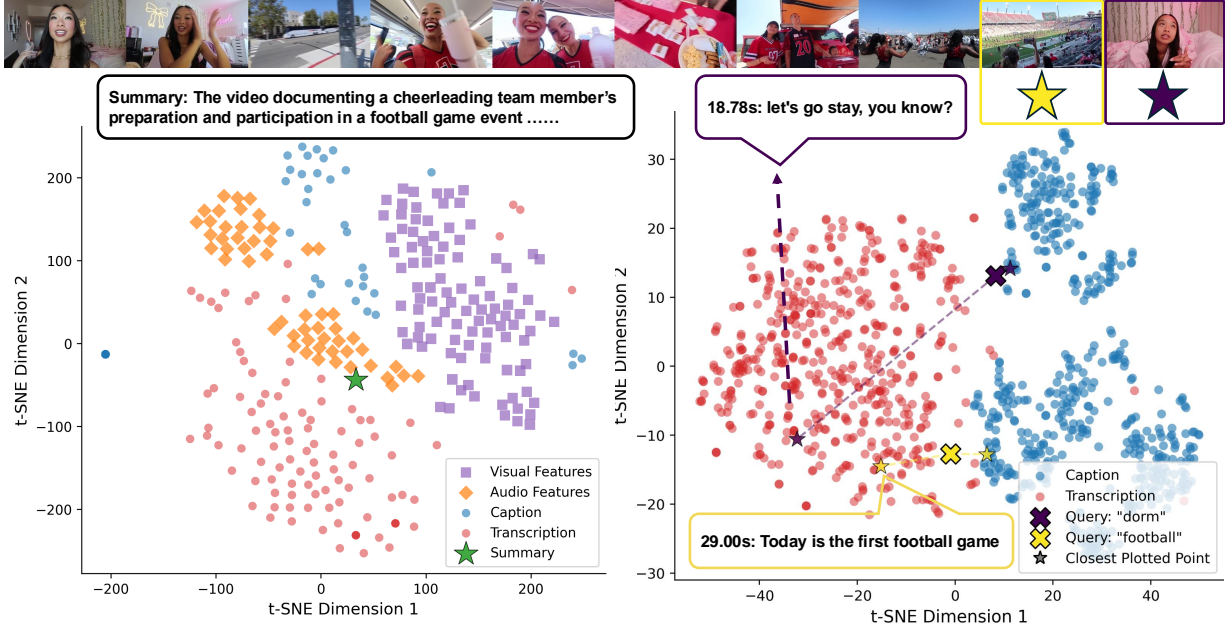 Summary: The video documenting a cheerleading team member's
preparation and participation in a football game event ......
18.78s: let's go stay, you know?
200
100
0
−100
−200
t-SNE Dimension 2
−200
−100
0
100
200
t-SNE Dimension 1
Visual Features
Audio Features
Caption
Transcription
Summary
30
20
10
0
−10
−20
−30
t-SNE Dimension 2
−40
−20
0
20
40
t-SNE Dimension 1
29.00s: Today is the first football game
Caption
Transcription
Query: "dorm"
Query: "football"
Closest Plotted Point
20